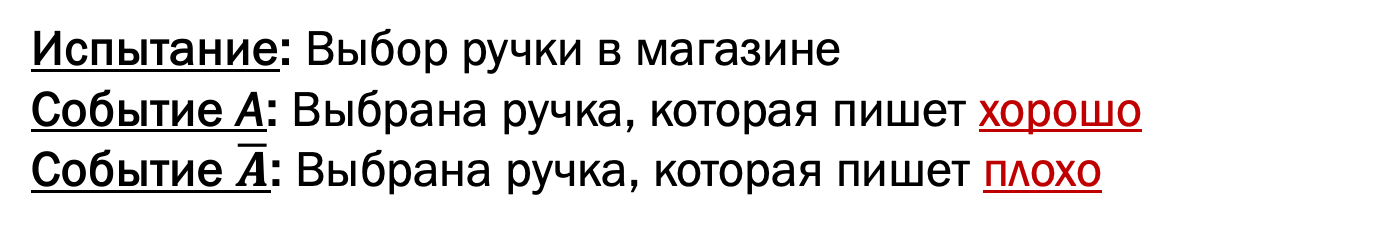 Испытание: Выбор ручки в магазине
Событие A: Выбрана ручка, которая пишет хорошо
Событие A̅: Выбрана ручка, которая пишет плохо